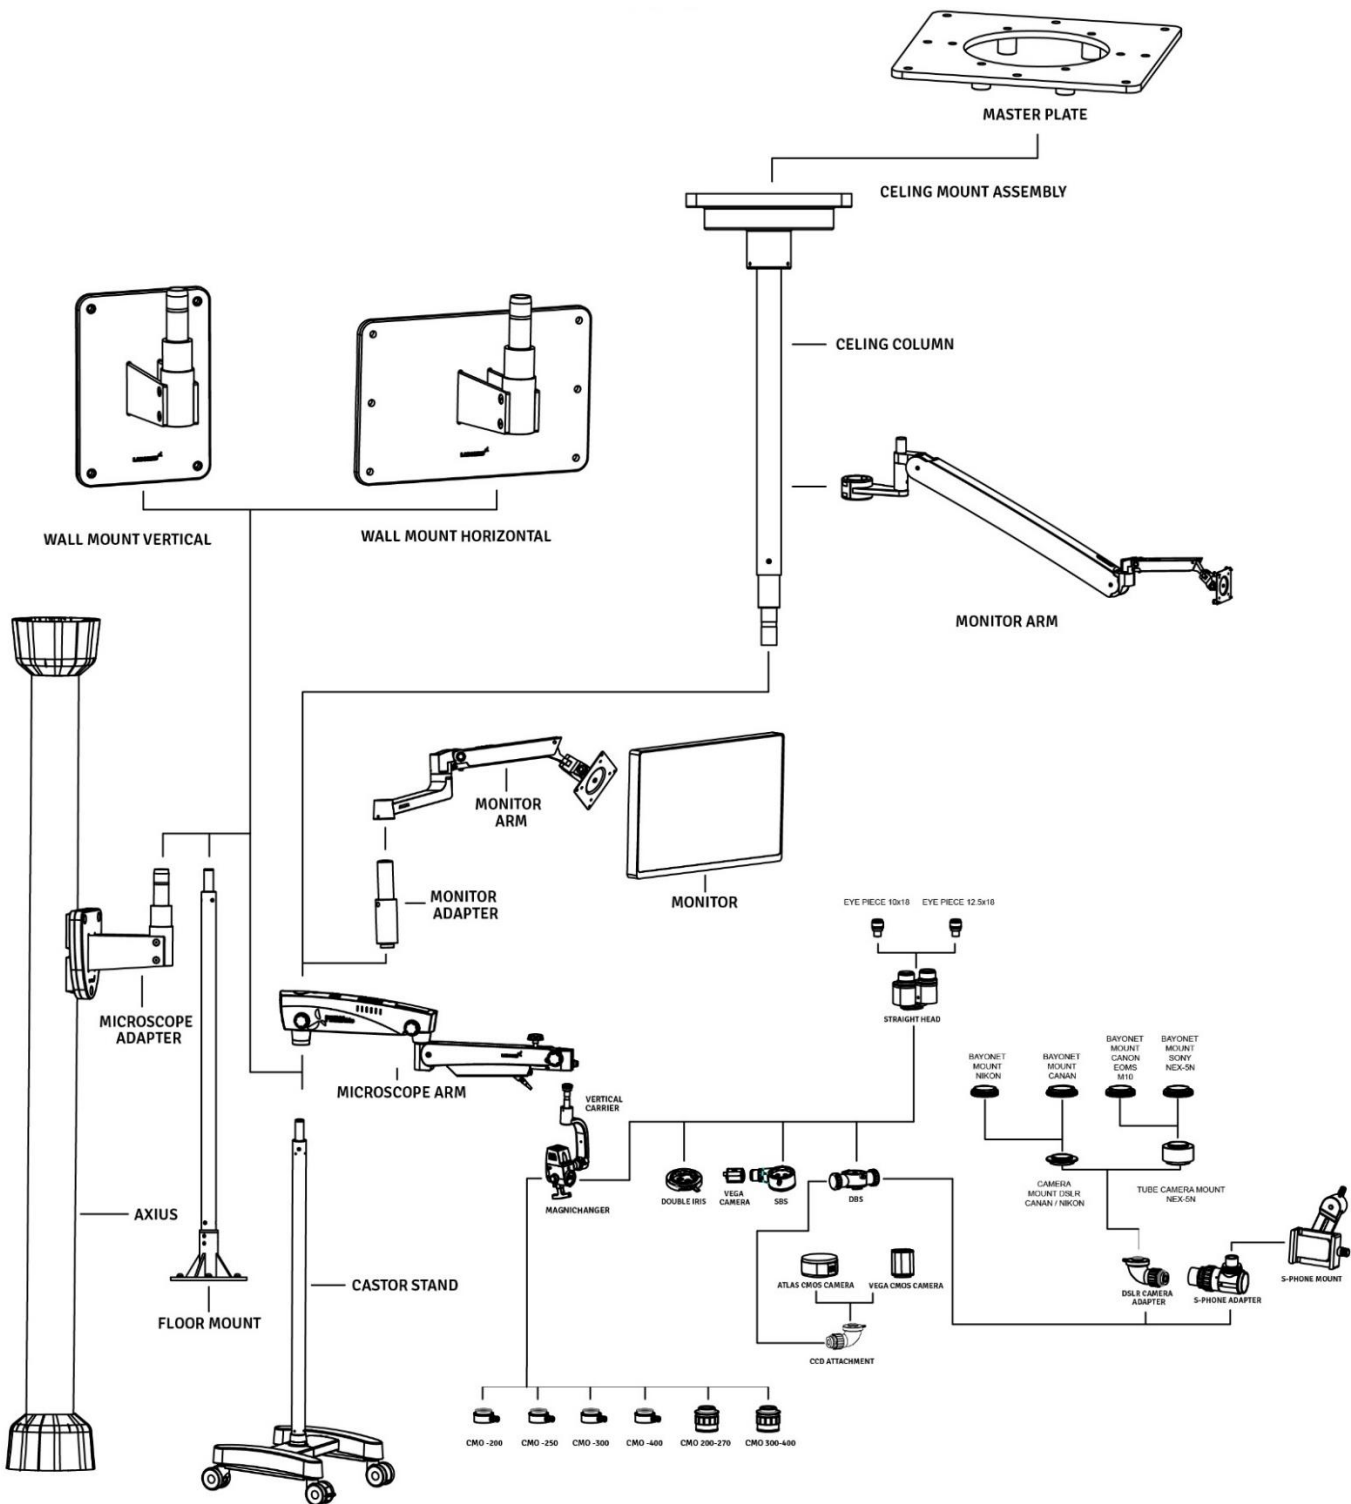 MASTER PLATE
CELING MOUNT ASSEMBLY
CELING COLUMN
WALL MOUNT VERTICAL
WALL MOUNT HORIZONTAL
MONITOR ARM
MONITOR
ARM
MONITOR
ADAPTER
MONITOR
EYE PIECE 10x18
EYE PIECE 12.5x18
STRAIGHT HEAD
MICROSCOPE
ADAPTER
MICROSCOPE ARM
VERTICAL
CARRIER
BAYONET
MOUNT
NIKON
BAYONET
MOUNT
CANAN
BAYONET
MOUNT
CANON
EOMS
M10
BAYONET
MOUNT
SONY
NEX-5N
MAGNICHANGER
DOUBLE IRIS
VEGA
CAMERA
SBS
DBS
CAMERA
MOUNT DSLR
CANAN / NIKON
TUBE CAMERA MOUNT
NEX-5N
AXIUS
CASTOR STAND
FLOOR MOUNT
ATLAS CMOS CAMERA
VEGA CMOS CAMERA
CCD ATTACHMENT
DSLR CAMERA
ADAPTER
S-PHONE ADAPTER
S-PHONE MOUNT
CMO -200
CMO -250
CMO -300
CMO -400
CMO 200-270
CMO 300-400